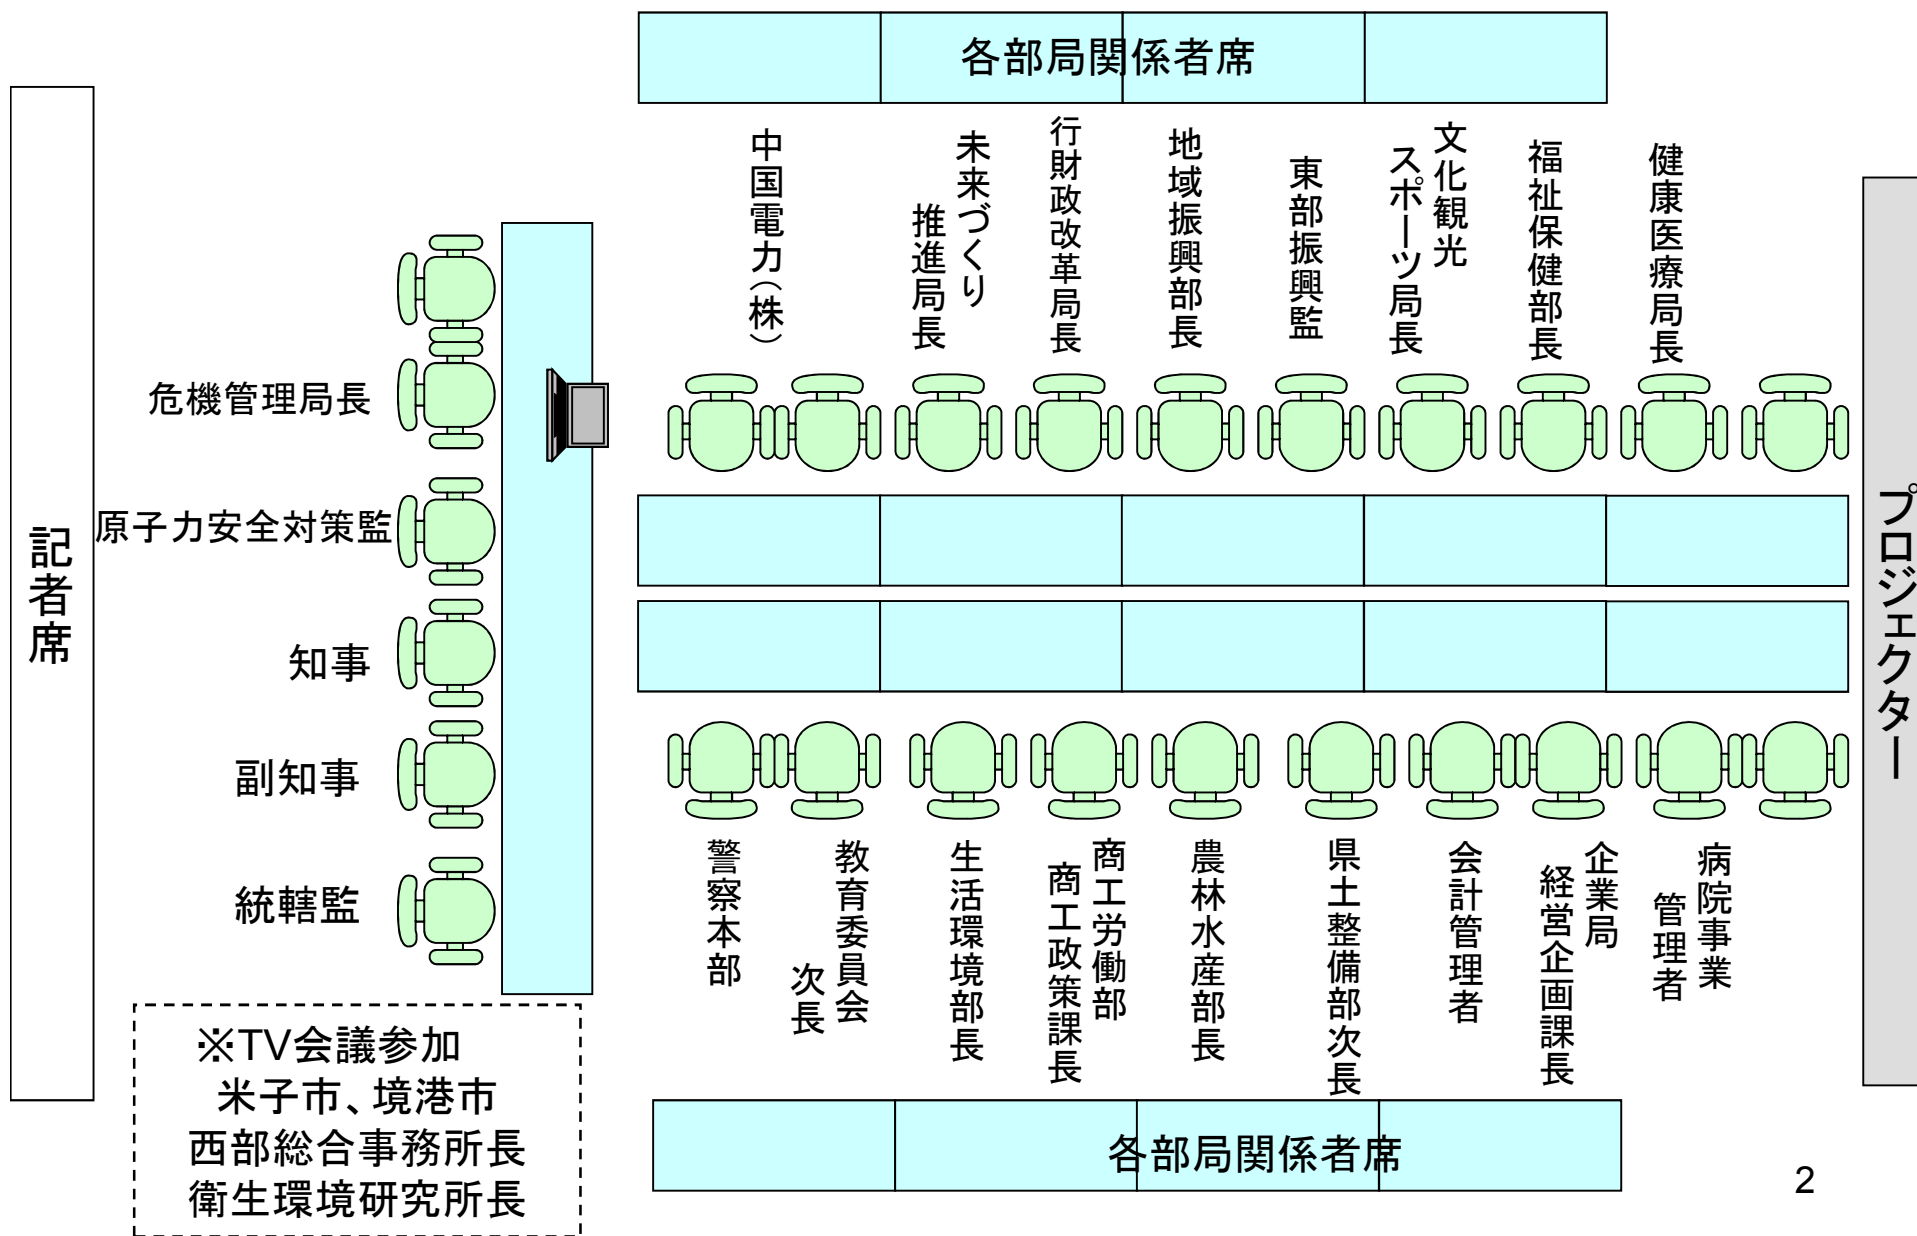 各部局関係者席
中国電力（株）
未来づくり
推進局長
行財政改革局長
地域振興部長
東部振興監
文化観光
スポーツ局長
福祉保健部長
健康医療局長
記者席
危機管理局長
原子力安全対策監
知事
副知事
統轄監
プロジェクター
警察本部
教育委員会
次長
生活環境部長
商工労働部
商工政策課長
農林水産部長
県土整備部次長
会計管理者
企業局
経営企画課長
病院事業
管理者
※TV会議参加
米子市、境港市
西部総合事務所長
衛生環境研究所長
各部局関係者席
2